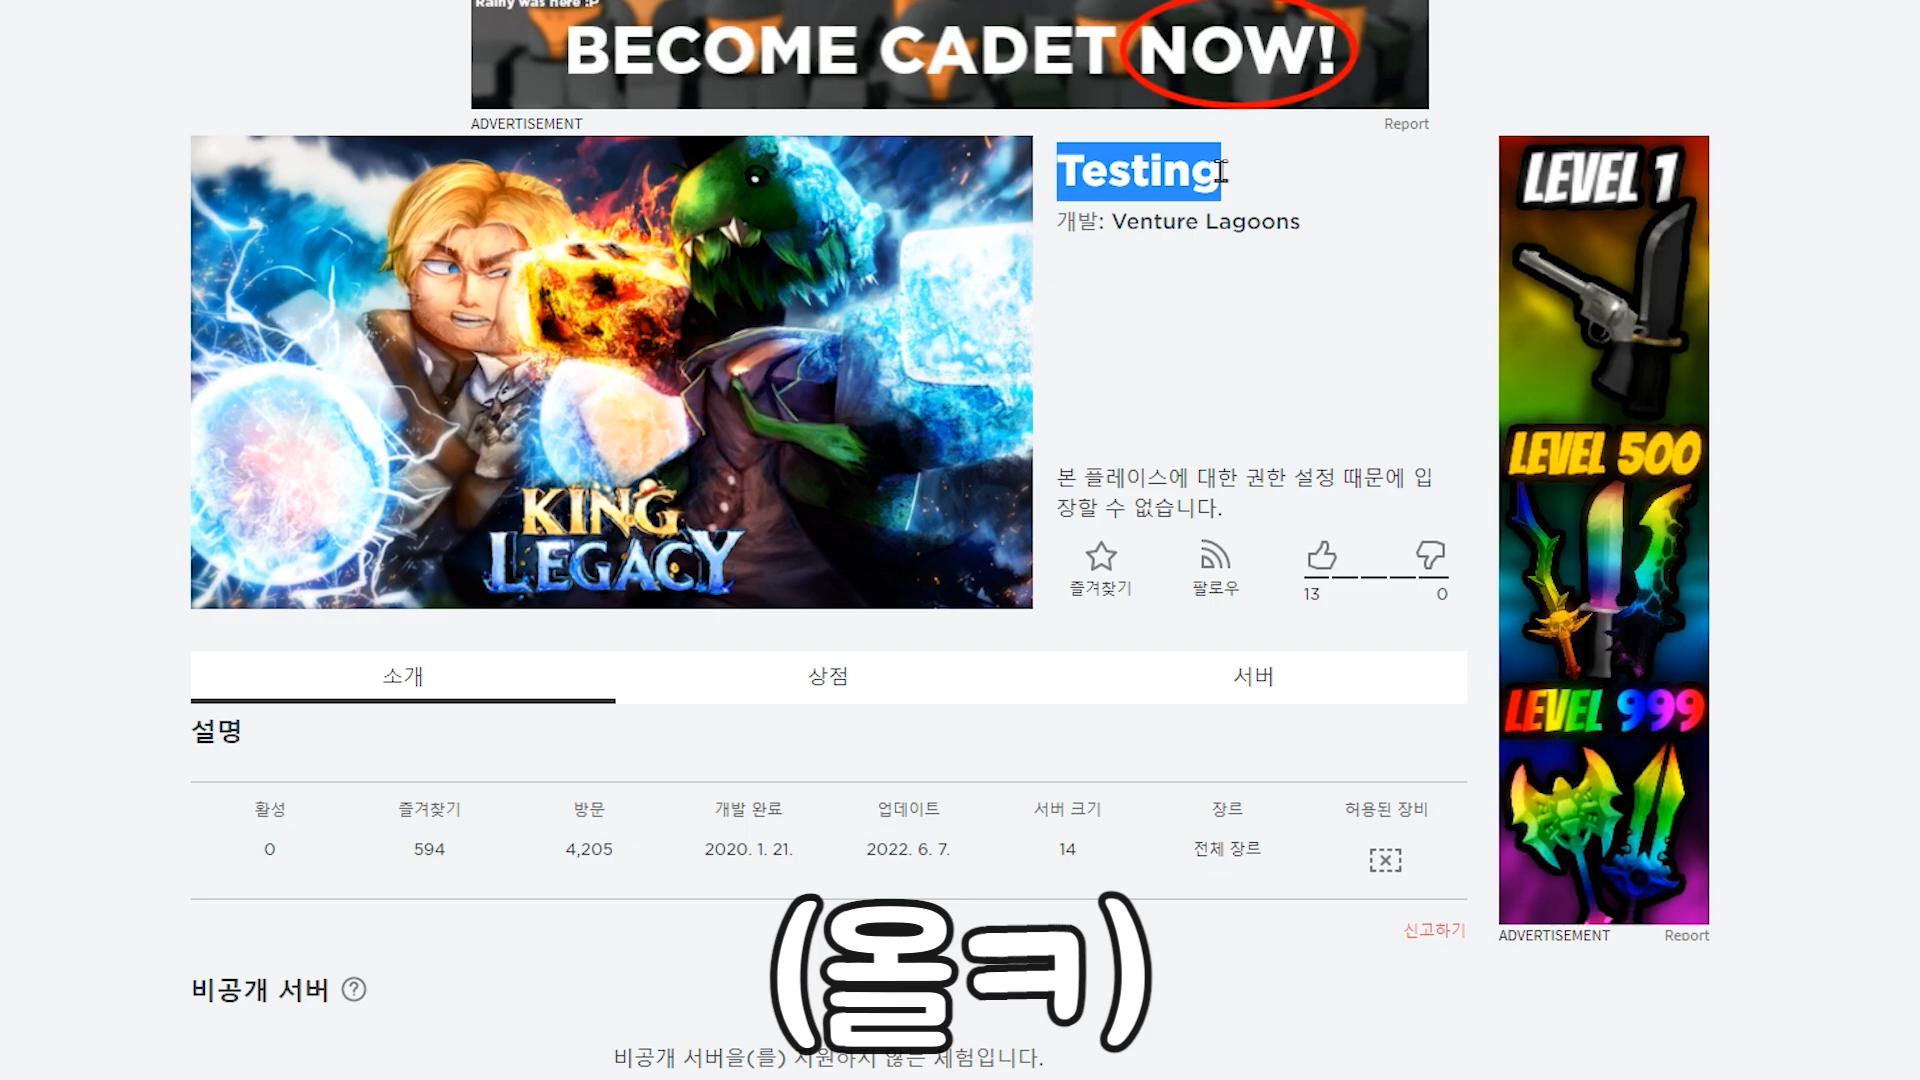 Rainy was here :P
BECOME CADET NOW!
ADVERTISEMENT
Report
KING
LEGACY
Testing
개발: Venture Lagoons
본 플레이스에 대한 권한 설정 때문에 입
장할 수 없습니다.
즐겨찾기
팔로우
13
0
LEVEL 1
LEVEL 500
LEVEL 999
ADVERTISEMENT
Report
소개
상점
서버
설명
활성
즐겨찾기
방문
개발 완료
업데이트
서버 크기
장르
허용된 장비
0
594
4,205
2020. 1. 21.
2022. 6. 7.
14
전체 장르
신고하기
(올ㅋ)
비공개 서버
비공개 서버을(를) 지원하지 않는 체험입니다.